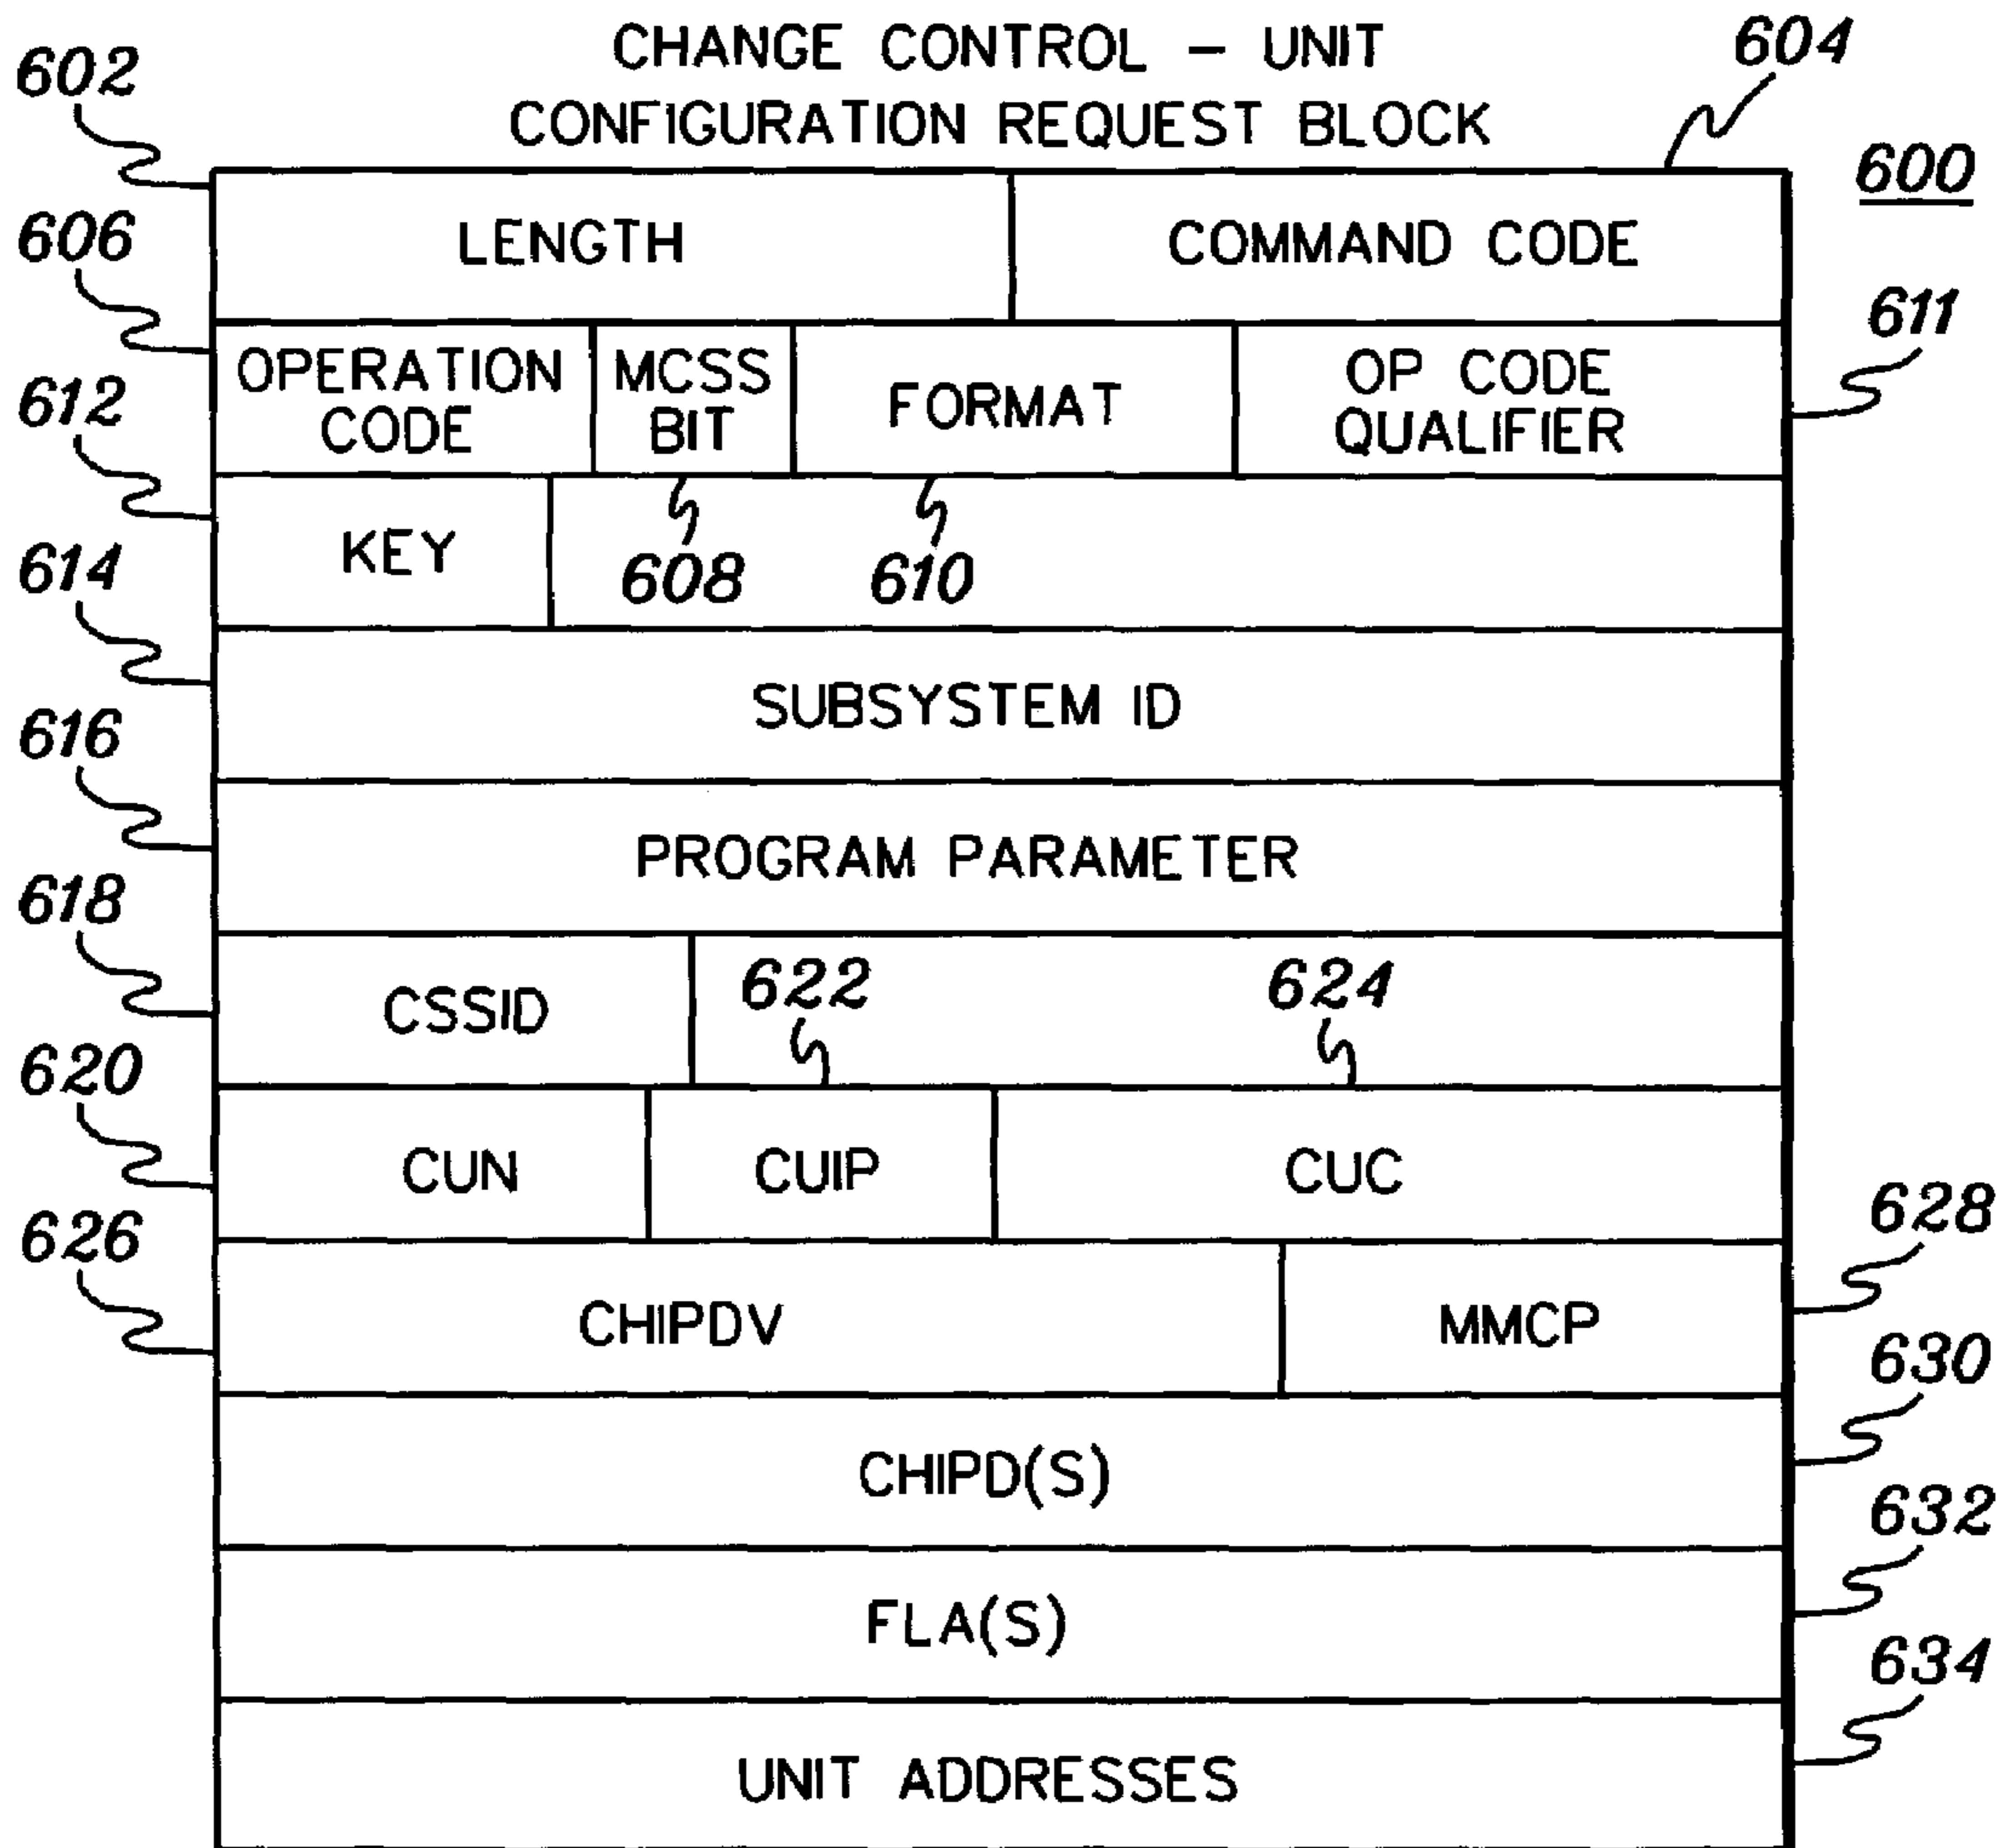 CHANGE CONTROL – UNIT
CONFIGURATION REQUEST BLOCK
602
604
600
LENGTH
COMMAND CODE
606
611
OPERATION
CODE
MCSS
BIT
FORMAT
OP CODE
QUALIFIER
612
KEY
608
610
614
SUBSYSTEM ID
616
PROGRAM PARAMETER
618
CSSID
622
624
620
CUN
CUIP
CUC
626
628
CHIPDV
MMCP
630
CHIPD(S)
632
FLA(S)
634
UNIT ADDRESSES